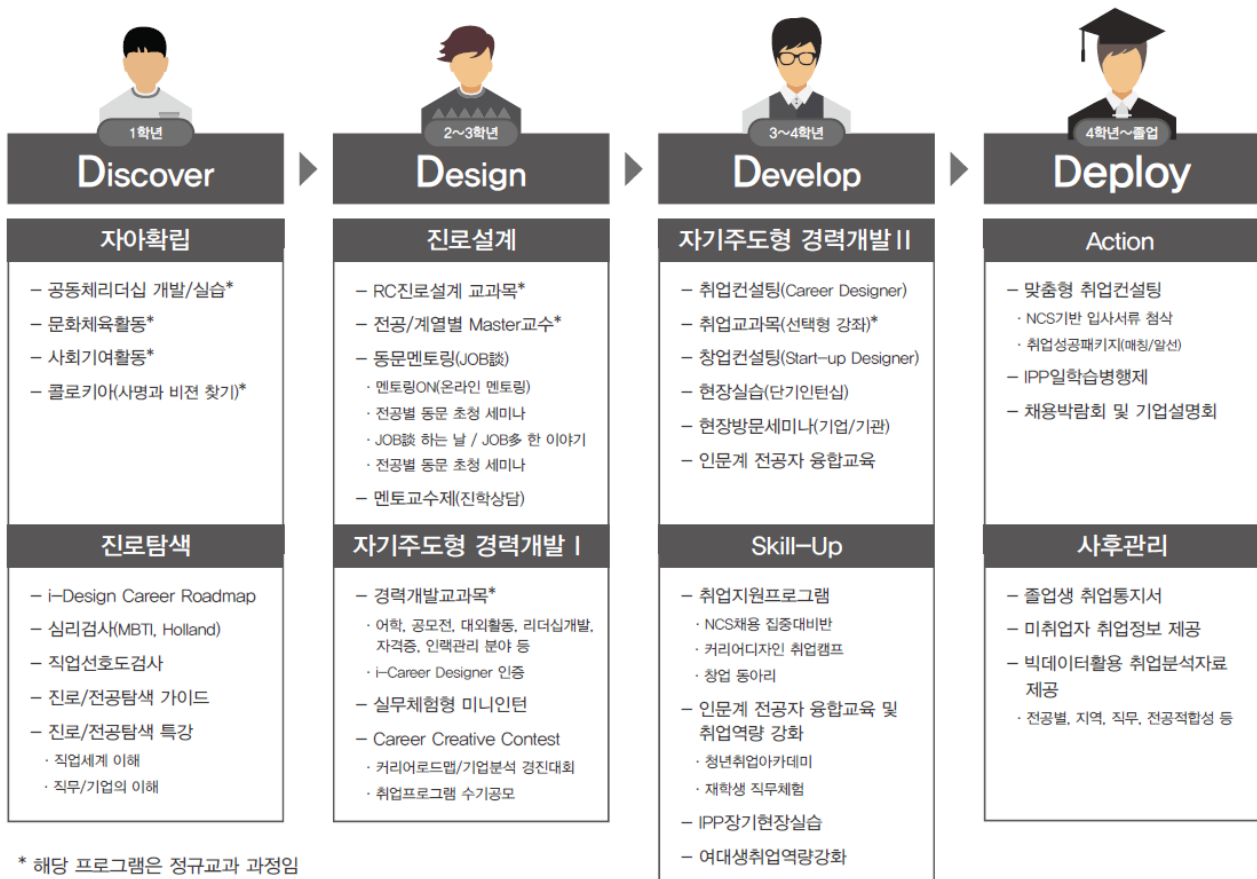 1학년
Discover
자아확립
– 공동체리더십 개발/실습*
– 문화체육활동*
– 사회기여활동*
– 콜로키아(사명과 비젼 찾기)*
진로탐색
– i–Design Career Roadmap
– 심리검사(MBTI, Holland)
– 직업선호도검사
– 진로/전공탐색 가이드
– 진로/전공탐색 특강
· 직업세계 이해
· 직무/기업의 이해
2~3학년
Design
진로설계
– RC진로설계 교과목*
– 전공/계열별 Master교수*
– 동문멘토링(JOB談)
· 멘토링ON(온라인 멘토링)
· 전공별 동문 초청 세미나
· JOB談 하는 날 / JOB多 한 이야기
· 전공별 동문 초청 세미나
– 멘토교수제(진학상담)
자기주도형 경력개발 Ⅰ
– 경력개발교과목*
· 어학, 공모전, 대외활동, 리더십개발,
자격증, 인랙관리 분야 등
· i–Career Designer 인증
– 실무체험형 미니인턴
– Career Creative Contest
· 커리어로드맵/기업분석 경진대회
· 취업프로그램 수기공모
3~4학년
Develop
자기주도형 경력개발Ⅱ
– 취업컨설팅(Career Designer)
– 취업교과목(선택형 강좌)*
– 창업컨설팅(Start–up Designer)
– 현장실습(단기인턴십)
– 현장방문세미나(기업/기관)
– 인문계 전공자 융합교육
Skill–Up
– 취업지원프로그램
· NCS채용 집중대비반
· 커리어디자인 취업캠프
· 창업 동아리
– 인문계 전공자 융합교육 및
취업역량 강화
· 청년취업아카데미
· 재학생 직무체험
– IPP장기현장실습
– 여대생취업역량강화
4학년~졸업
Deploy
Action
– 맞춤형 취업컨설팅
· NCS기반 입사서류 첨삭
· 취업성공패키지(매칭/알선)
– IPP일학습병행제
– 채용박람회 및 기업설명회
사후관리
– 졸업생 취업통지서
– 미취업자 취업정보 제공
– 빅데이터활용 취업분석자료
제공
· 전공별, 지역, 직무, 전공적합성 등
* 해당 프로그램은 정규교과 과정임